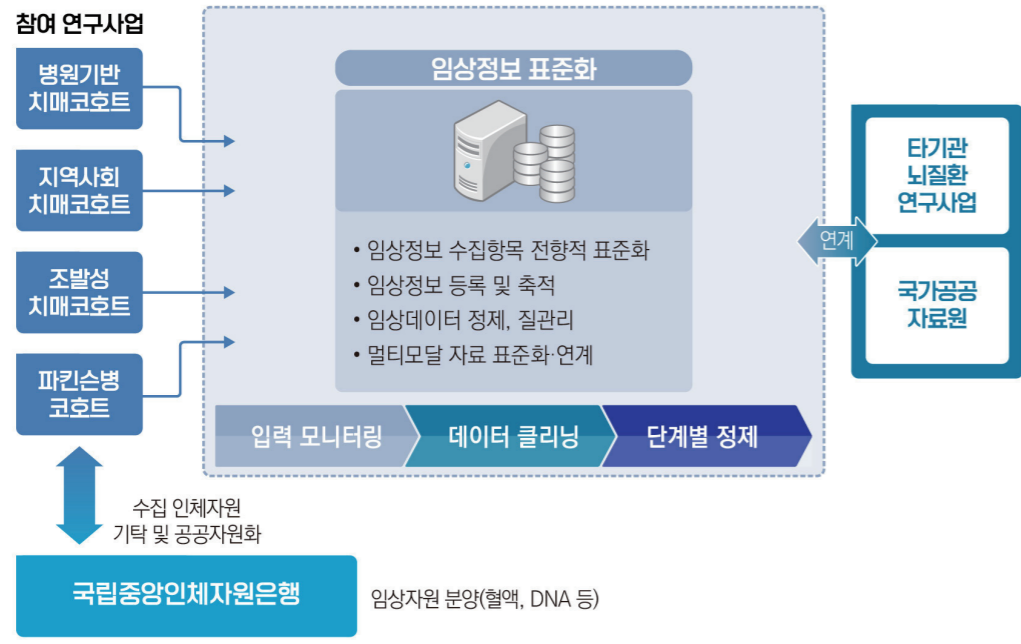 참여 연구사업
병원기반
치매코호트
지역사회
치매코호트
조발성
치매코호트
파킨슨병
코호트
임상정보 표준화
• 임상정보 수집항목 전향적 표준화
• 임상정보 등록 및 축적
• 임상데이터 정제, 질관리
• 멀티모달 자료 표준화·연계
입력 모니터링
데이터 클리닝
단계별 정제
연계
타기관
뇌질환
연구사업
국가공공
자료원
수집 인체자원
기탁 및 공공자원화
국립중앙인체자원은행
임상자원 분양(혈액, DNA 등)